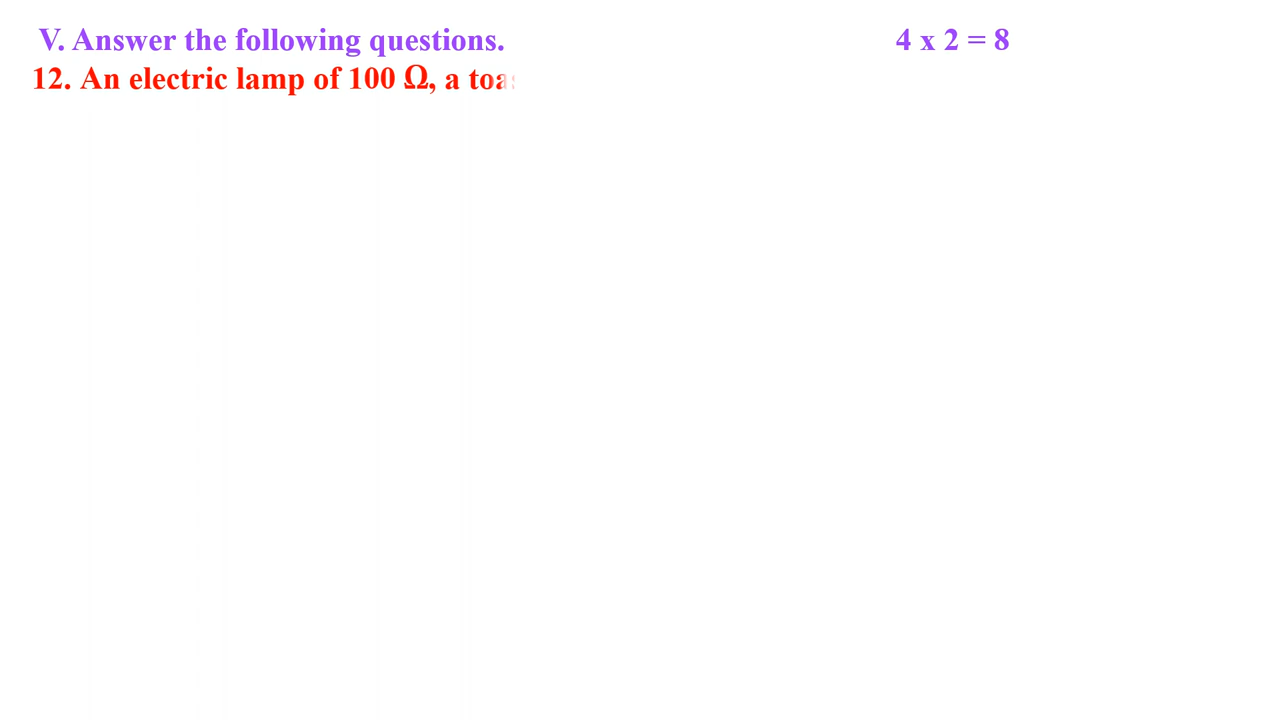 V. Answer the following questions. 4 x 2 = 8
12. An electric lamp of 100 Ω, a